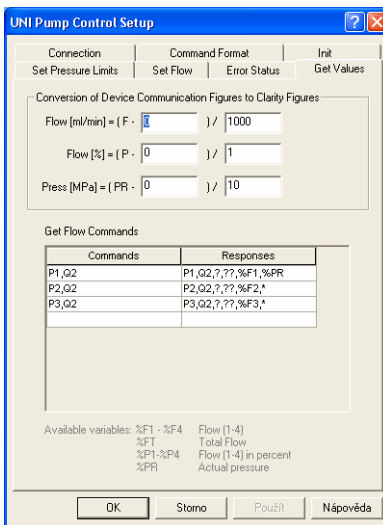 UNI Pump Control Setup
Connection Command Format Init
Set Pressure Limits Set Flow Error Status Get Values
Conversion of Device Communication Figures to Clarity Figures
Flow [ml/min] = ( F - 0 ) / 1000
Flow [%] = ( P - 0 ) / 1
Press [MPa] = ( PR - 0 ) / 10
Get Flow Commands
Commands Responses
P1,Q2 P1,Q2,?,??,%F1,%PR
P2,Q2 P2,Q2,?,??,%F2,*
P3,Q2 P3,Q2,?,??,%F3,*
Available variables: %F1 - %F4 Flow (1-4)
%FT Total Flow
%P1-%P4 Flow (1-4) in percent
%PR Actual pressure
OK Storno Použít Nápověda